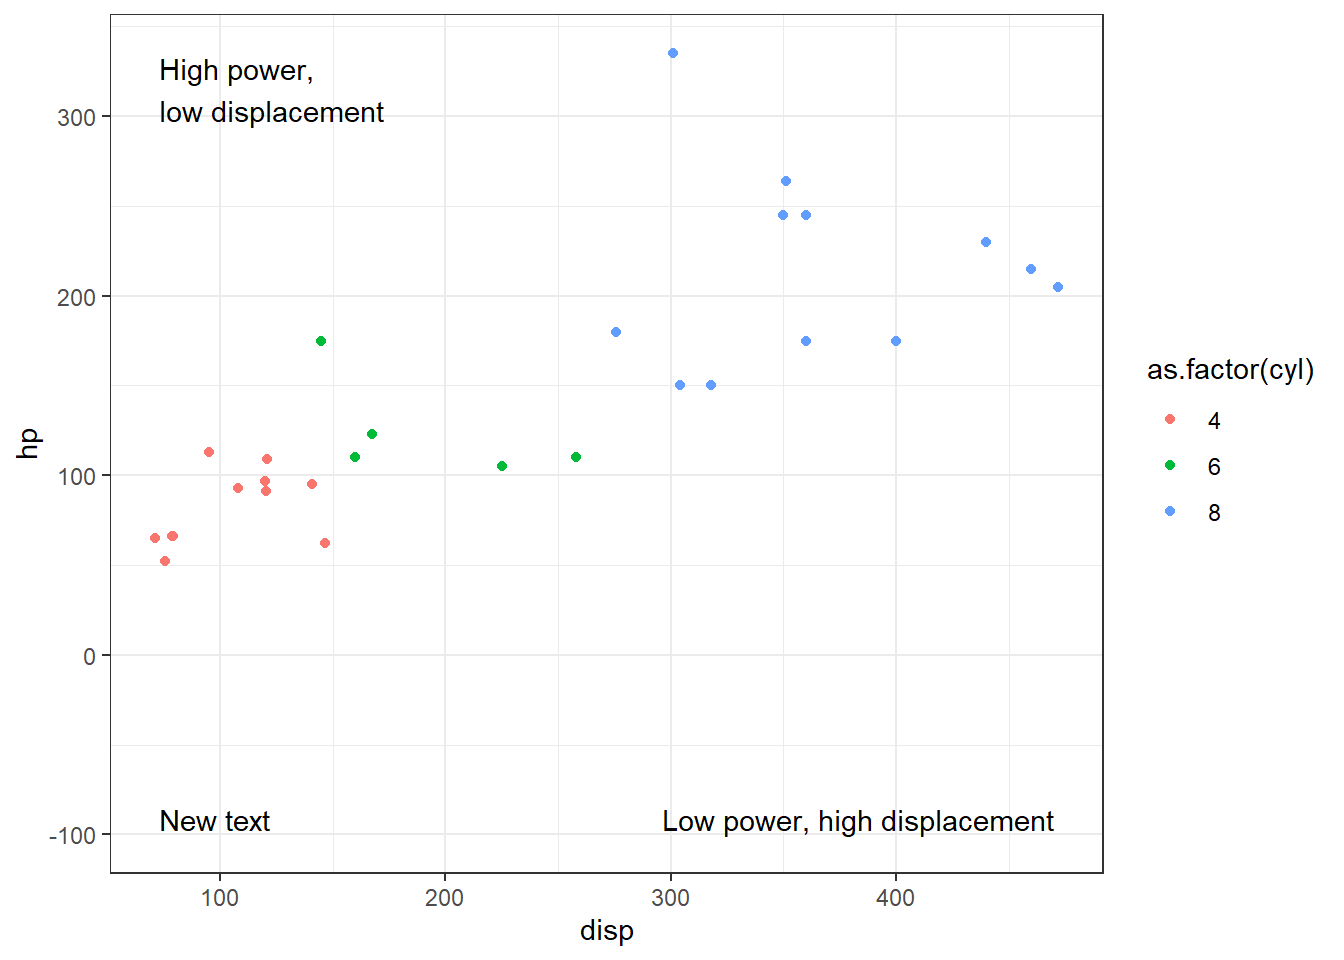 High power,
low displacement
300
200
100
0
-100
hp
New text
Low power, high displacement
100
200
300
400
disp
as.factor(cyl)
4
6
8